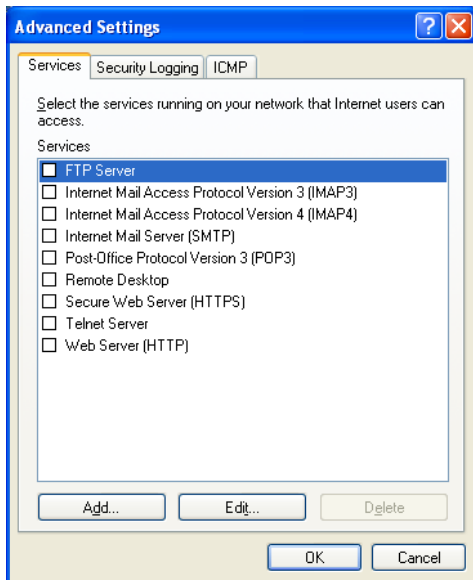 Advanced Settings
Services Security Logging ICMP
Select the services running on your network that Internet users can
access.
Services
FTP Server
Internet Mail Access Protocol Version 3 (IMAP3)
Internet Mail Access Protocol Version 4 (IMAP4)
Internet Mail Server (SMTP)
Post-Office Protocol Version 3 (POP3)
Remote Desktop
Secure Web Server (HTTPS)
Telnet Server
Web Server (HTTP)
Add... Edit... Delete
OK Cancel